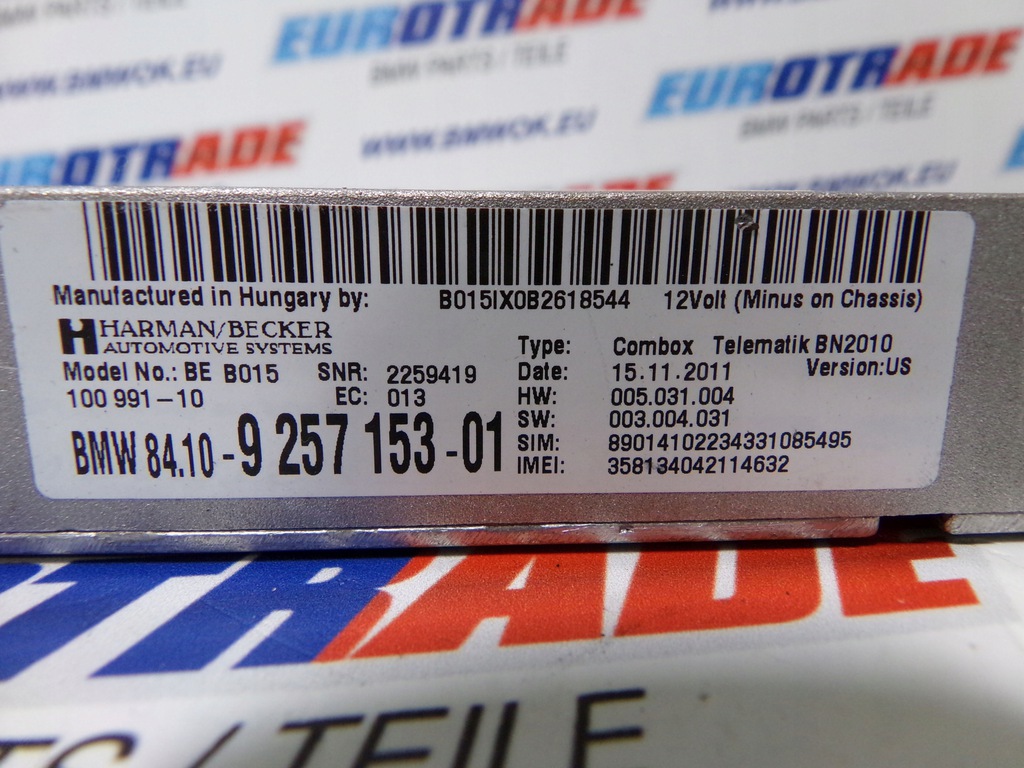 EUROTRADE
BMW PARTS / TEILE
EUROTRADE
BMW PARTS / TEILE
WWW.BMWOK.EU
WWW.BMWOK.EU
EUROTRADE
Manufactured in Hungary by: B015IX0B2618544 12Volt (Minus on Chassis)
HARMAN/BECKER
AUTOMOTIVE SYSTEMS
Type: Combox Telematik BN2010
Model No.: BE B015 SNR: 2259419
Date: 15.11.2011 Version:US
100 991-10 EC: 013
HW: 005.031.004
SW: 003.004.031
BMW 84.10-9 257 153-01
SIM: 89014102234331085495
IMEI: 358134042114632
TRADE
TS / TEILE